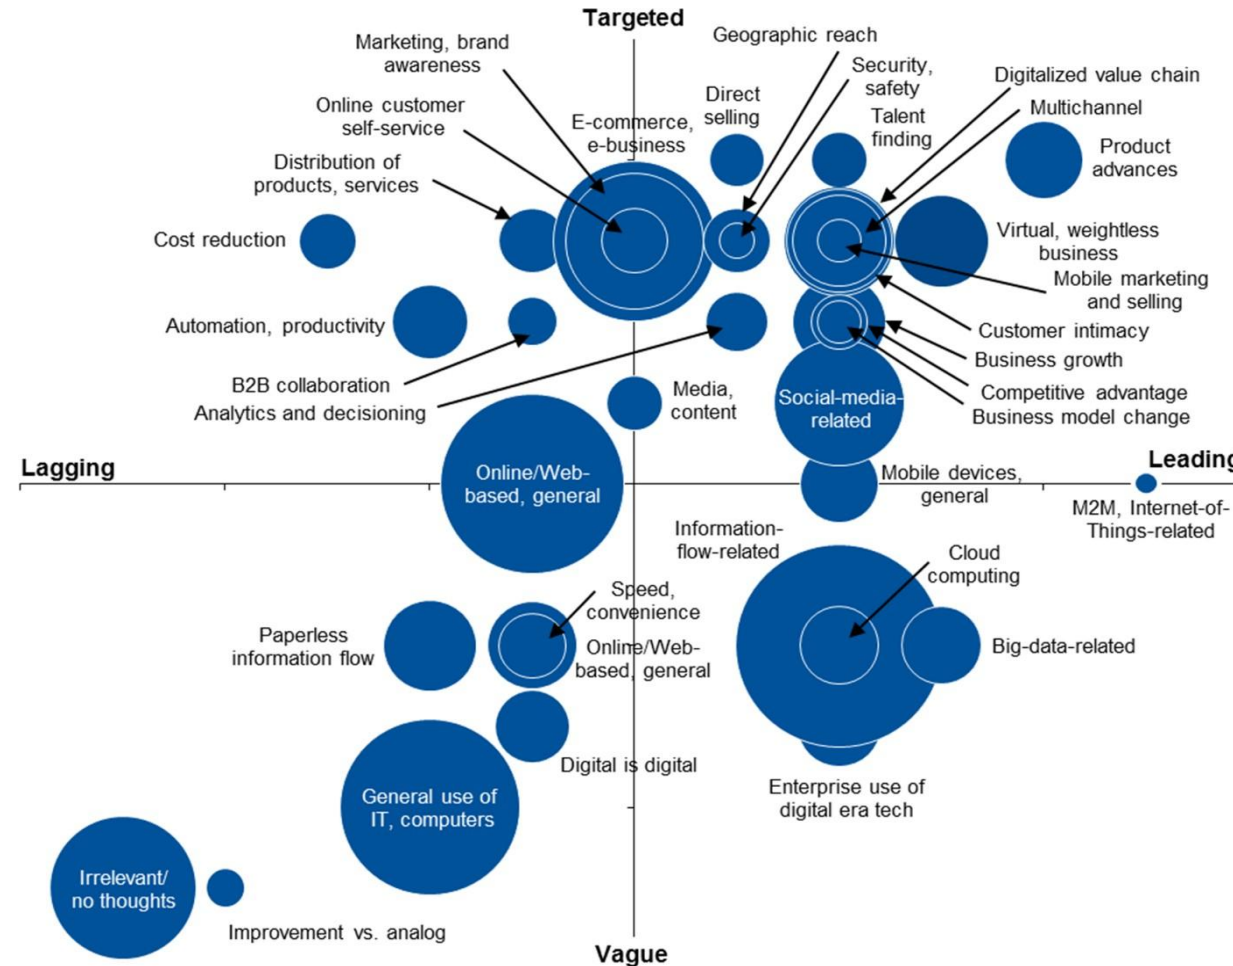 Targeted
Marketing, brand
awareness
Geographic reach
Security,
safety
Digitalized value chain
Online customer
self-service
Direct
selling
Multichannel
E-commerce,
e-business
Talent
finding
Product
advances
Distribution of
products, services
Cost reduction
Virtual, weightless
business
Mobile marketing
and selling
Automation, productivity
Customer intimacy
Business growth
B2B collaboration
Analytics and decisioning
Media,
content
Social-media-
related
Competitive advantage
Business model change
Lagging
Leading
Online/Web-
based, general
Mobile devices,
general
M2M, Internet-of-
Things-related
Information-
flow-related
Cloud
computing
Speed,
convenience
Paperless
information flow
Online/Web-
based, general
Big-data-related
Digital is digital
General use of
IT, computers
Enterprise use of
digital era tech
Irrelevant/
no thoughts
Improvement vs. analog
Vague